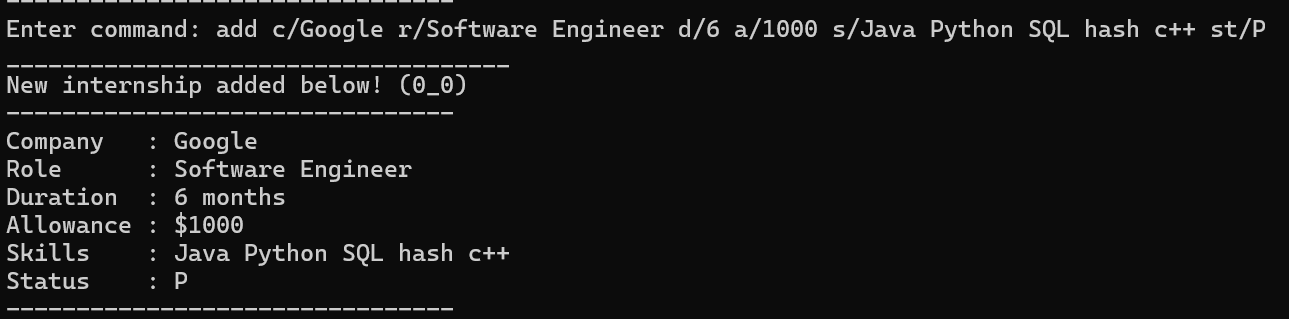 --------------------------------
Enter command: add c/Google r/Software Engineer d/6 a/1000 s/Java Python SQL hash c++ st/P
____________________________________
New internship added below! (0_0)
--------------------------------
Company   : Google
Role      : Software Engineer
Duration  : 6 months
Allowance : $1000
Skills    : Java Python SQL hash c++
Status    : P
--------------------------------